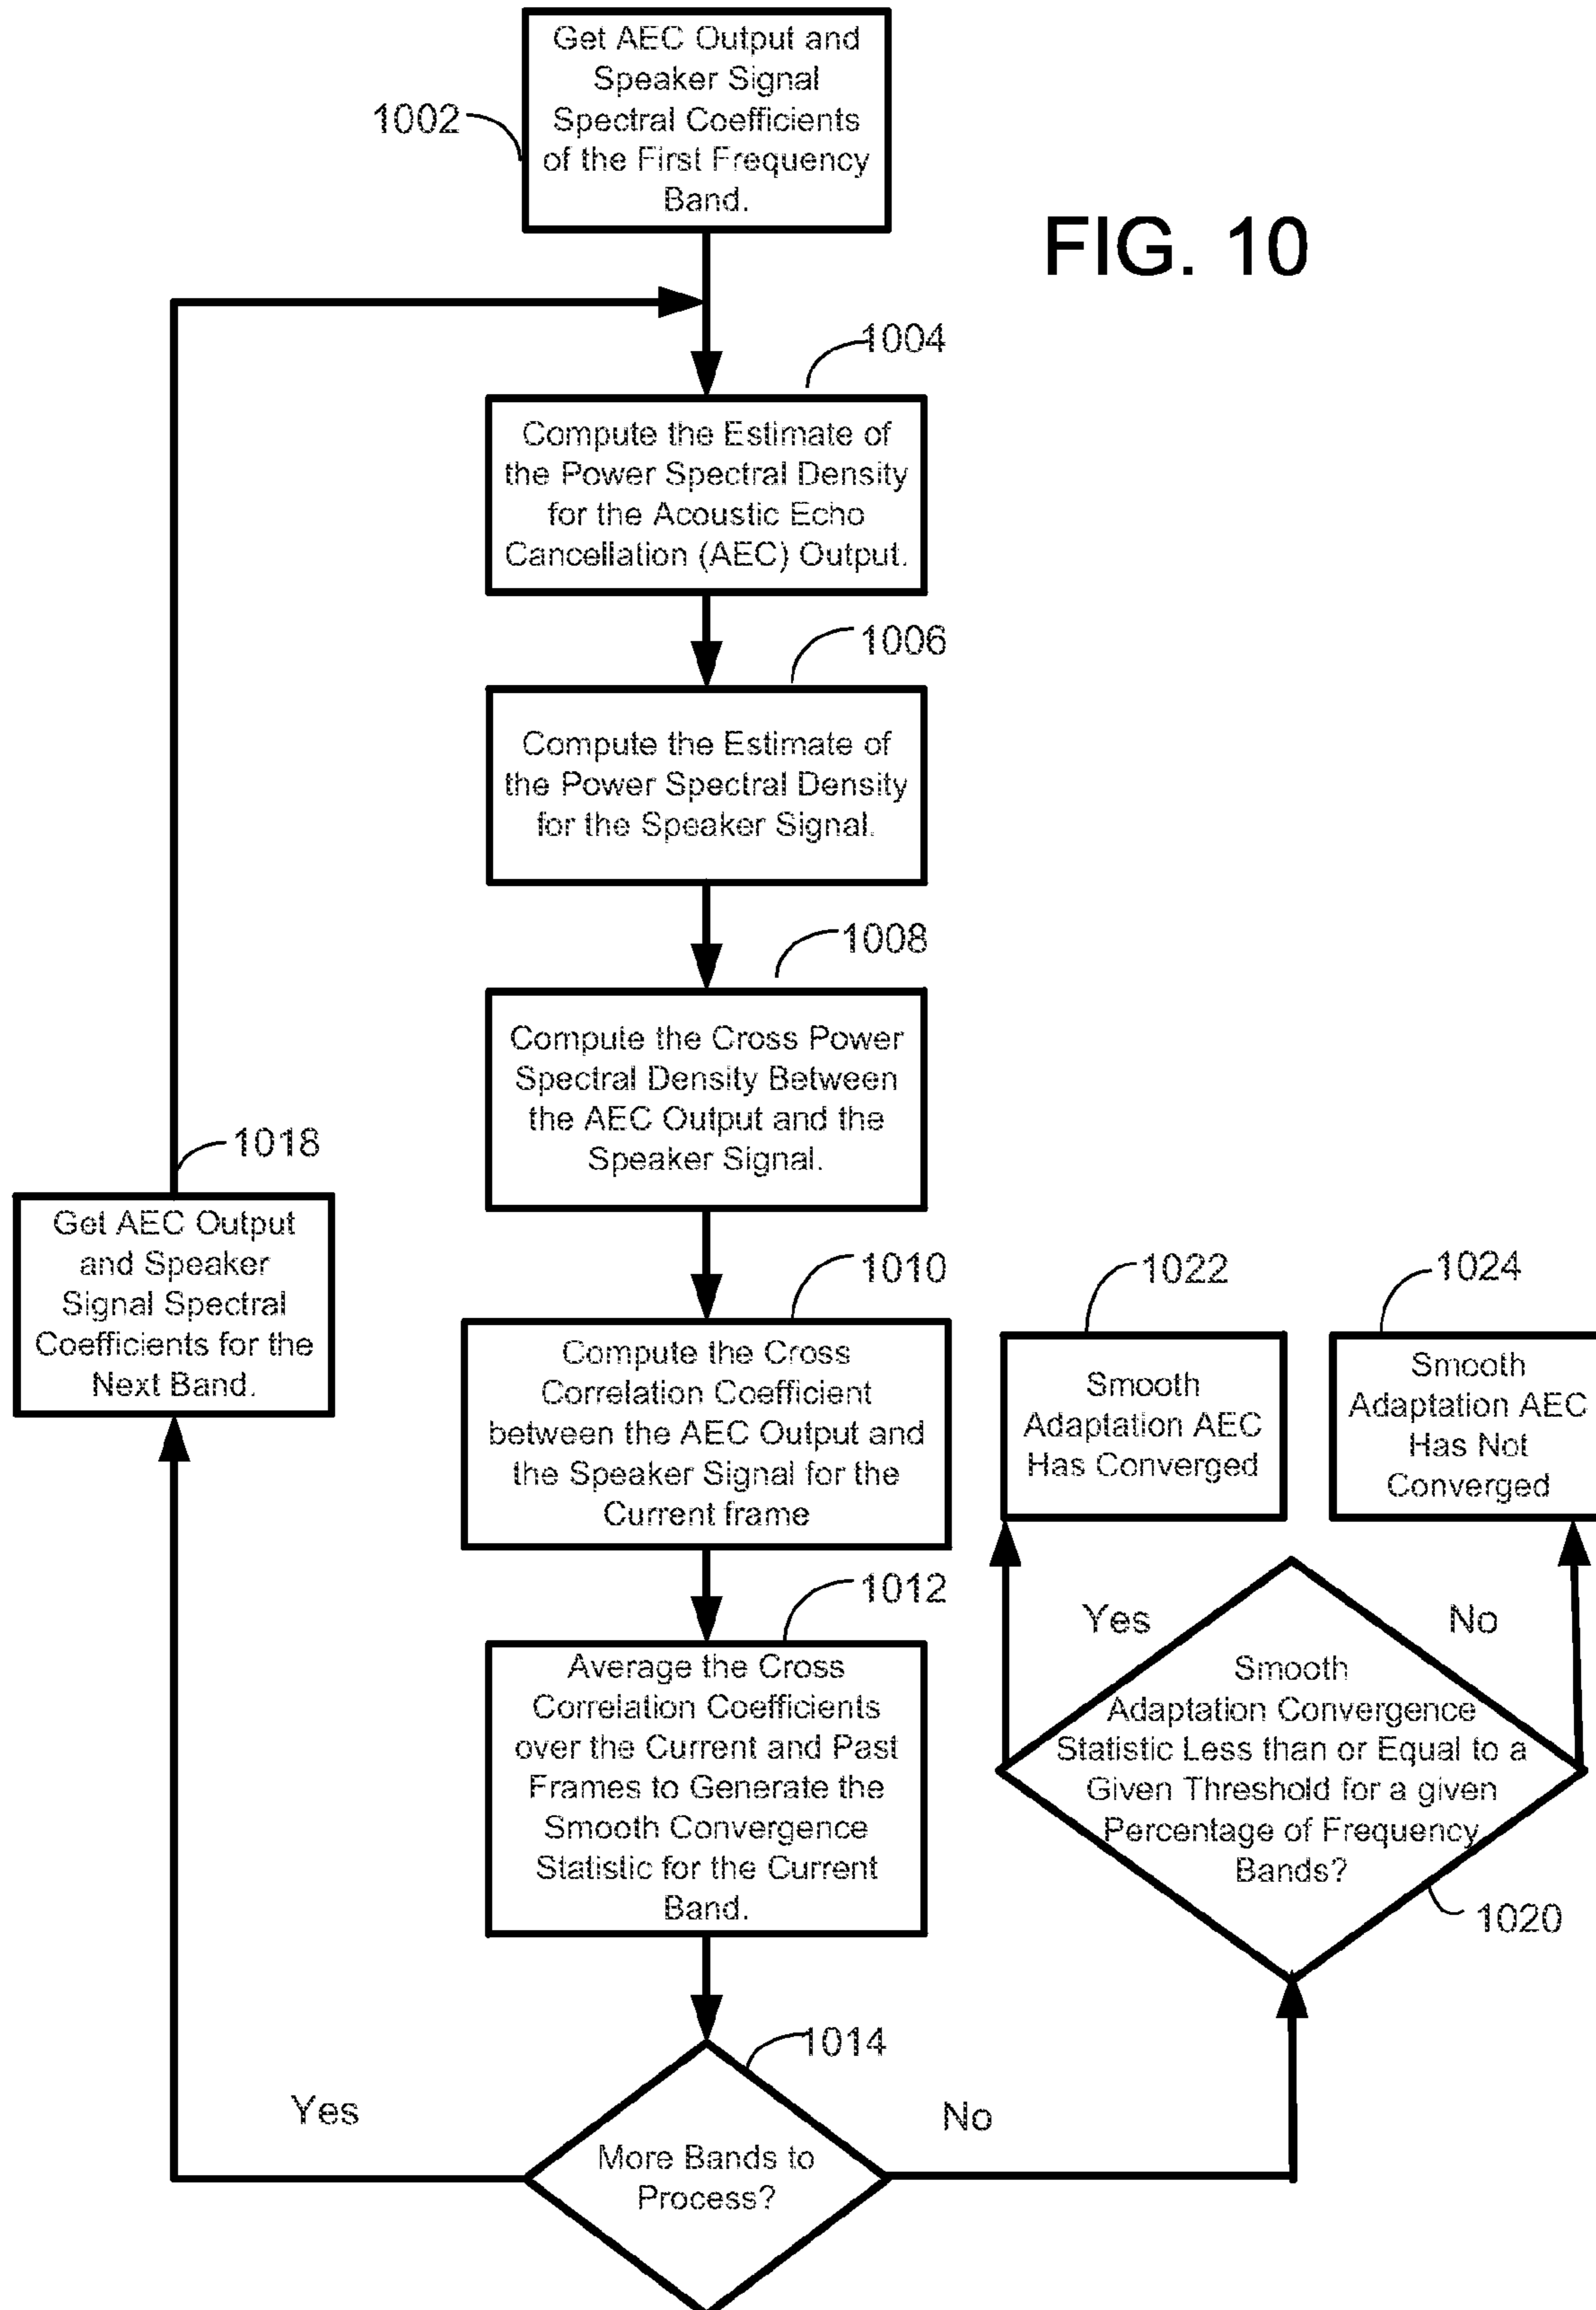 Get AEC Output and
Speaker Signal
Spectral Coefficients
of the First Frequency
Band.
1002
FIG. 10
1004
Compute the Estimate of
the Power Spectral Density
for the Acoustic Echo
Cancellation (AEC) Output.
1006
Compute the Estimate of
the Power Spectral Density
for the Speaker Signal.
1008
Compute the Cross Power
Spectral Density Between
the AEC Output and the
Speaker Signal.
1018
Get AEC Output
and Speaker
Signal Spectral
Coefficients for the
Next Band.
1010
Compute the Cross
Correlation Coefficient
between the AEC Output and
the Speaker Signal for the
Current frame
1022
Smooth
Adaptation AEC
Has Converged
1024
Smooth
Adaptation AEC
Has Not
Converged
1012
Average the Cross
Correlation Coefficients
over the Current and Past
Frames to Generate the
Smooth Convergence
Statistic for the Current
Band.
Yes
No
Smooth
Adaptation Convergence
Statistic Less than or Equal to a
Given Threshold for a given
Percentage of Frequency
Bands?
1020
1014
Yes
No
More Bands to
Process?